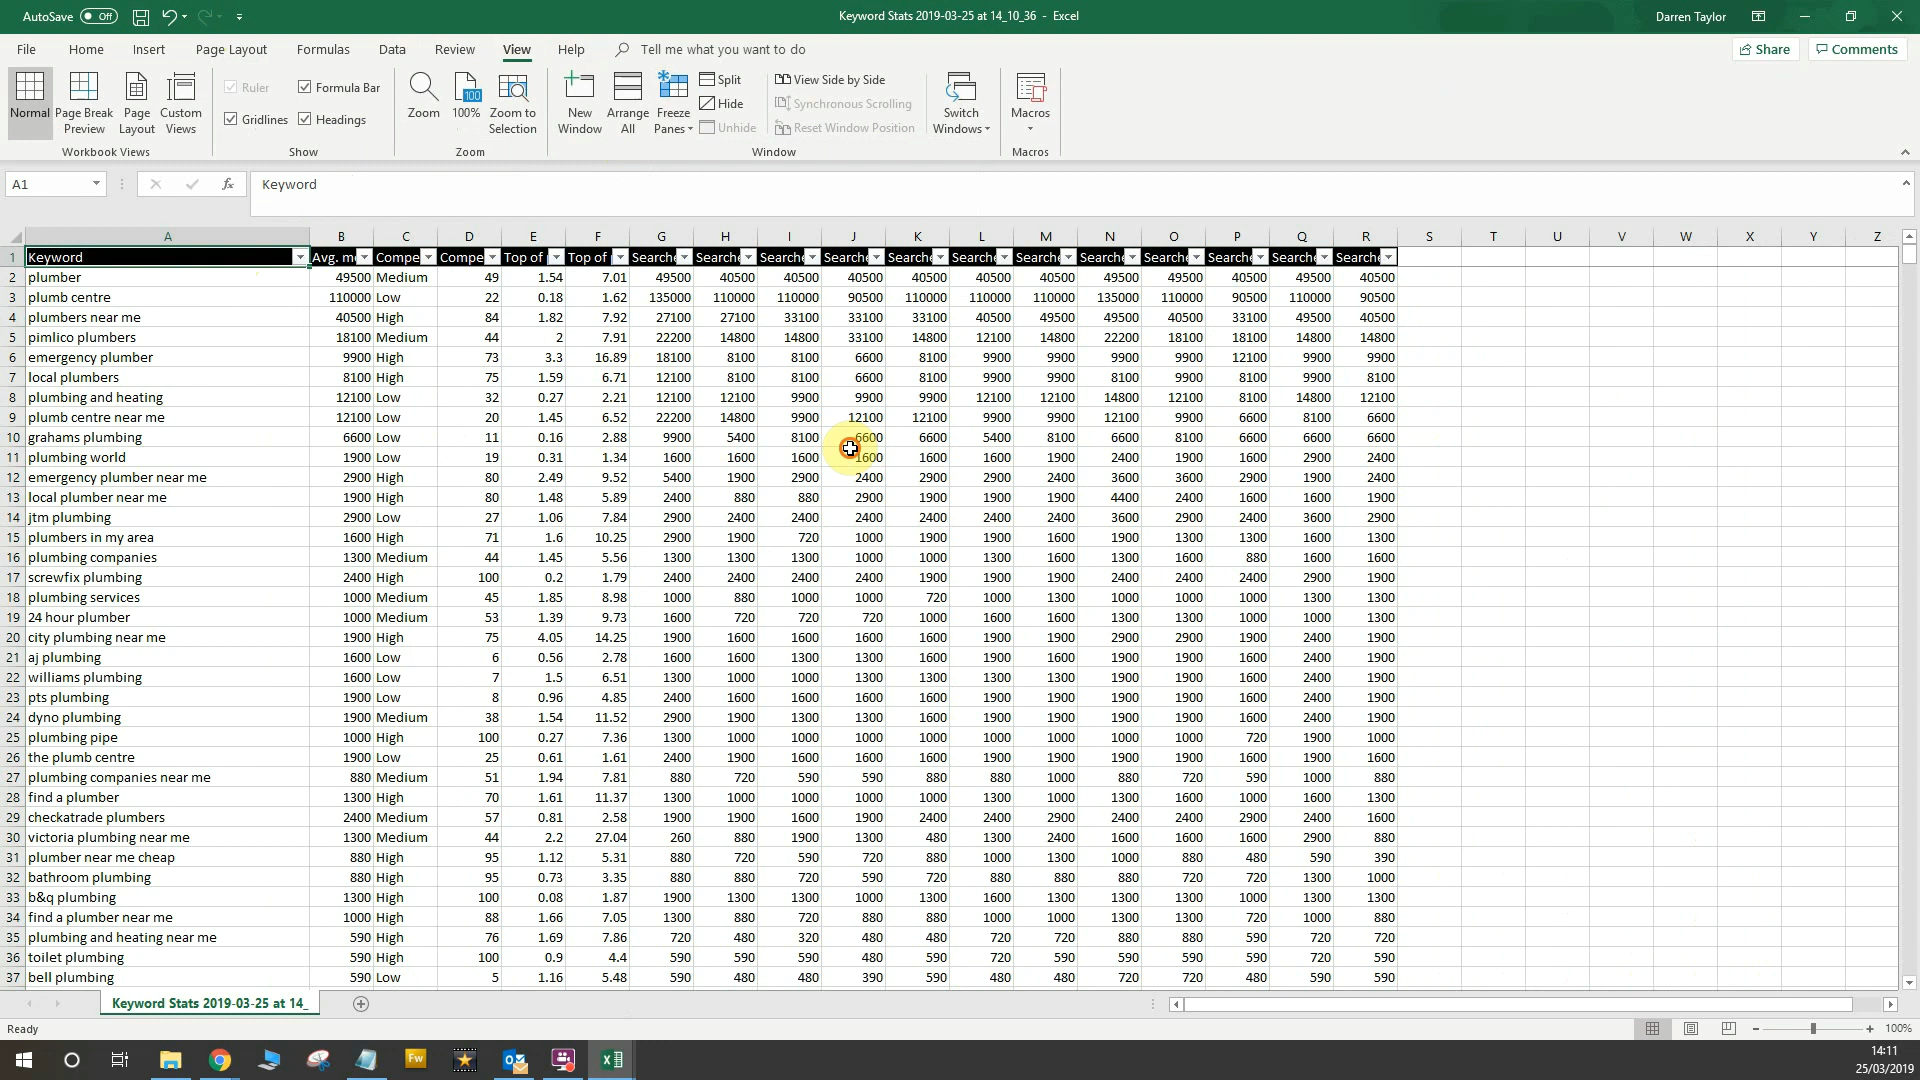 AutoSave Off Keyword Stats 2019-03-25 at 14_10_36 - Excel Darren Taylor
File Home Insert Page Layout Formulas Data Review View Help Tell me what you want to do Share Comments
Normal Page Break Preview Page Layout Custom Views Ruler Formula Bar Gridlines Headings Zoom 100 100% Zoom to Selection New Window Arrange All Freeze Panes Split Hide Unhide View Side by Side Synchronous Scrolling Reset Window Position Switch Windows Macros
Workbook Views Show Zoom Window Macros
A1 fx Keyword
A B C D E F G H I J K L M N O P Q R S T U V W X Y Z
1 Keyword Avg. m Compe Compe Top of Top of Searche Searche Searche Searche Searche Searche Searche Searche Searche Searche Searche Searche
2 plumber 49500 Medium 49 1.54 7.01 49500 40500 40500 40500 40500 40500 40500 49500 49500 40500 49500 40500
3 plumb centre 110000 Low 22 0.18 1.62 135000 110000 110000 90500 110000 110000 110000 135000 110000 90500 110000 90500
4 plumbers near me 40500 High 84 1.82 7.92 27100 27100 33100 33100 33100 40500 49500 49500 40500 33100 49500 40500
5 pimlico plumbers 18100 Medium 44 2 7.91 22200 14800 14800 33100 14800 12100 14800 22200 18100 18100 14800 14800
6 emergency plumber 9900 High 73 3.3 16.89 18100 8100 8100 6600 8100 9900 9900 9900 9900 12100 9900 9900
7 local plumbers 8100 High 75 1.59 6.71 12100 8100 8100 6600 8100 9900 9900 8100 9900 8100 9900 8100
8 plumbing and heating 12100 Low 32 0.27 2.21 12100 12100 9900 9900 9900 12100 12100 14800 12100 8100 14800 12100
9 plumb centre near me 12100 Low 20 1.45 6.52 22200 14800 9900 12100 12100 9900 9900 12100 9900 6600 8100 6600
10 grahams plumbing 6600 Low 11 0.16 2.88 9900 5400 8100 6600 6600 5400 8100 6600 8100 6600 6600 6600
11 plumbing world 1900 Low 19 0.31 1.34 1600 1600 1600 1600 1600 1600 1900 2400 1900 1600 2900 2400
12 emergency plumber near me 2900 High 80 2.49 9.52 5400 1900 2900 2400 2900 2900 2400 3600 3600 2900 1900 2400
13 local plumber near me 1900 High 80 1.48 5.89 2400 880 880 2900 1900 1900 1900 4400 2400 1600 1600 1900
14 jtm plumbing 2900 Low 27 1.06 7.84 2900 2400 2400 2400 2400 2400 2400 3600 2900 2400 3600 2900
15 plumbers in my area 1600 High 71 1.6 10.25 2900 1900 720 1000 1900 1900 1600 1900 1300 1300 1600 1300
16 plumbing companies 1300 Medium 44 1.45 5.56 1300 1300 1300 1000 1000 1300 1600 1300 1600 880 1600 1600
17 screwfix plumbing 2400 High 100 0.2 1.79 2400 2400 2400 2400 1900 1900 1900 2400 2400 2400 2900 1900
18 plumbing services 1000 Medium 45 1.85 8.98 1000 880 1000 1000 720 1000 1300 1000 1000 1000 1300 1300
19 24 hour plumber 1000 Medium 53 1.39 9.73 1600 720 720 720 1000 1600 1600 1300 1300 1000 1000 1300
20 city plumbing near me 1900 High 75 4.05 14.25 1900 1600 1600 1600 1600 1900 1900 2900 2900 1900 2400 1900
21 aj plumbing 1600 Low 6 0.56 2.78 1600 1600 1300 1300 1600 1900 1600 1900 1900 1600 2400 1900
22 williams plumbing 1600 Low 7 1.5 6.51 1300 1000 1000 1300 1300 1300 1300 1900 1900 1600 2400 1900
23 pts plumbing 1900 Low 8 0.96 4.85 2400 1600 1600 1600 1600 1900 1900 1900 1900 1600 2400 1900
24 dyno plumbing 1900 Medium 38 1.54 11.52 2900 1900 1300 1300 1600 1900 1900 1900 1900 1600 2400 1900
25 plumbing pipe 1000 High 100 0.27 7.36 1300 1000 1000 1000 1000 1000 1000 1000 1000 720 1900 1000
26 the plumb centre 1900 Low 25 0.61 1.61 2400 1900 1600 1600 1900 1600 1900 1900 1900 1600 1900 1600
27 plumbing companies near me 880 Medium 51 1.94 7.81 880 720 590 590 880 880 1000 880 720 590 1000 880
28 find a plumber 1300 High 70 1.61 11.37 1300 1000 1000 1000 1000 1300 1000 1300 1600 1000 1600 1300
29 checkatrade plumbers 2400 Medium 57 0.81 2.58 1900 1900 1600 1900 2400 2400 2900 2400 2400 2900 2400 1600
30 victoria plumbing near me 1300 Medium 44 2.2 27.04 260 880 1900 1300 480 1300 2400 1600 1600 1600 2900 880
31 plumber near me cheap 880 High 95 1.12 5.31 880 720 590 720 880 1000 1300 1000 880 480 590 390
32 bathroom plumbing 880 High 95 0.73 3.35 880 880 720 590 720 880 880 880 720 720 1300 1000
33 b&q plumbing 1300 High 100 0.08 1.87 1900 1300 1300 1000 1000 1600 1300 1300 1300 1000 1300 1300
34 find a plumber near me 1000 High 88 1.66 7.05 1300 880 720 880 880 1000 1000 1300 1300 720 1000 880
35 plumbing and heating near me 590 High 76 1.69 7.86 720 480 320 480 480 720 720 880 880 590 720 720
36 toilet plumbing 590 High 100 0.9 4.4 590 590 590 480 590 720 590 590 590 590 720 590
37 bell plumbing 590 Low 5 1.16 5.48 590 480 480 390 590 480 480 720 720 480 590 590
Keyword Stats 2019-03-25 at 14_
Ready 100%
Fw
14:11
25/03/2019